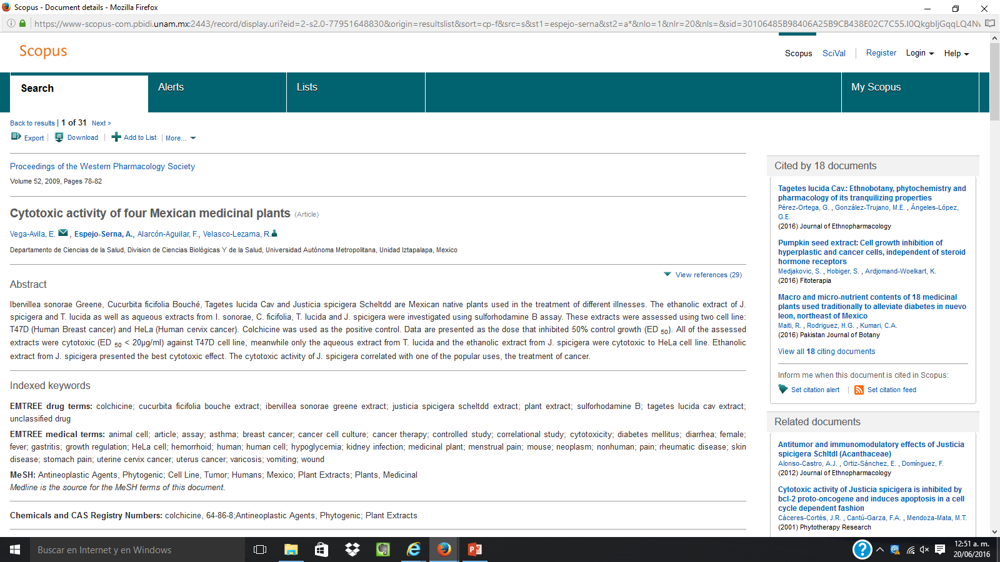 Scopus - Document details - Mozilla Firefox
https://www-scopus-com.pbidi.unam.mx:2443/record/display.uri?eid=2-s2.0-77951648830&origin=resultslist&sort=cp-f&src=s&st1=espejo-serna&st2=a*&nlo=1&nlr=20&nls=&sid=30106485B98406A25B9CB438E02C7C55.I0QkgbIjGqqLQ4Nw
Scopus
Scopus SciVal Register Login Help
Search Alerts Lists My Scopus
Back to results | 1 of 31 Next >
Export | Download | Add to List | More...
Proceedings of the Western Pharmacology Society
Volume 52, 2009, Pages 78-82
Cytotoxic activity of four Mexican medicinal plants (Article)
Vega-Avila, E. , Espejo-Serna, A., Alarcón-Aguilar, F., Velasco-Lezama, R.
Departamento de Ciencias de la Salud, Division de Ciencias Biológicas Y de la Salud, Universidad Autónoma Metropolitana, Unidad Iztapalapa, Mexico
View references (29)
Abstract
Ibervillea sonorae Greene, Cucurbita ficifolia Bouché, Tagetes lucida Cav and Justicia spicigera Scheltdd are Mexican native plants used in the treatment of different illnesses. The ethanolic extract of J.
spicigera and T. lucida as well as aqueous extracts from I. sonorae, C. ficifolia, T. lucida and J. spicigera were investigated using sulforhodamine B assay. These extracts were assessed using two cell line:
T47D (Human Breast cancer) and HeLa (Human cervix cancer). Colchicine was used as the positive control. Data are presented as the dose that inhibited 50% control growth (ED 50). All of the assessed
extracts were cytotoxic (ED 50 < 20µg/ml) against T47D cell line, meanwhile only the aqueous extract from T. lucida and the ethanolic extract from J. spicigera were cytotoxic to HeLa cell line. Ethanolic
extract from J. spicigera presented the best cytotoxic effect. The cytotoxic activity of J. spicigera correlated with one of the popular uses, the treatment of cancer.
Indexed keywords
EMTREE drug terms: colchicine; cucurbita ficifolia bouche extract; ibervillea sonorae greene extract; justicia spicigera scheltdd extract; plant extract; sulforhodamine B; tagetes lucida cav extract;
unclassified drug
EMTREE medical terms: animal cell; article; assay; asthma; breast cancer; cancer cell culture; cancer therapy; controlled study; correlational study; cytotoxicity; diabetes mellitus; diarrhea; female;
fever; gastritis; growth regulation; HeLa cell; hemorrhoid; human; human cell; hypoglycemia; kidney infection; medicinal plant; menstrual pain; mouse; neoplasm; nonhuman; pain; rheumatic disease; skin
disease; stomach pain; uterine cervix cancer; uterus cancer; varicosis; vomiting; wound
MeSH: Antineoplastic Agents, Phytogenic; Cell Line, Tumor; Humans; Mexico; Plant Extracts; Plants, Medicinal
Medline is the source for the MeSH terms of this document.
Chemicals and CAS Registry Numbers: colchicine, 64-86-8;Antineoplastic Agents, Phytogenic; Plant Extracts
Cited by 18 documents
Tagetes lucida Cav.: Ethnobotany, phytochemistry and
pharmacology of its tranquilizing properties
Pérez-Ortega, G. , González-Trujano, M.E. , Ángeles-López,
G.E.
(2016) Journal of Ethnopharmacology
Pumpkin seed extract: Cell growth inhibition of
hyperplastic and cancer cells, independent of steroid
hormone receptors
Medjakovic, S. , Hobiger, S. , Ardjomand-Woelkart, K.
(2016) Fitoterapia
Macro and micro-nutrient contents of 18 medicinal
plants used traditionally to alleviate diabetes in nuevo
leon, northeast of Mexico
Maiti, R. , Rodriguez, H.G. , Kumari, C.A.
(2016) Pakistan Journal of Botany
View all 18 citing documents
Inform me when this document is cited in Scopus:
Set citation alert | Set citation feed
Related documents
Antitumor and immunomodulatory effects of Justicia
spicigera Schltdl (Acanthaceae)
Alonso-Castro, A.J. , Ortiz-Sánchez, E. , Domínguez, F.
(2012) Journal of Ethnopharmacology
Cytotoxic activity of Justicia spicigera is inhibited by
bcl-2 proto-oncogene and induces apoptosis in a cell
cycle dependent fashion
Cáceres-Cortés, J.R. , Cantú-Garza, F.A. , Mendoza-Mata, M.T.
(2001) Phytotherapy Research
Buscar en Internet y en Windows
12:51 a. m.
20/06/2016